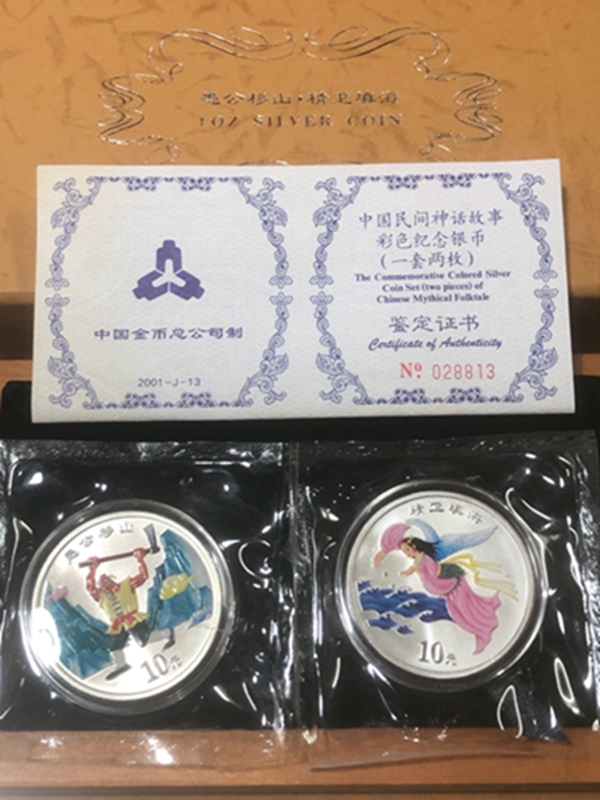 愚公移山·精卫填海
1OZ SILVER COIN
中国金币总公司制
2001-J-13
中国民间神话故事
彩色纪念银币
(一套两枚)
The Commemorative Colored Silver
Coin Set (two pieces) of
Chinese Mythical Folktale
鉴定证书
Certificate of Authenticity
Nº 028813
愚公移山
10元
精卫填海
10元